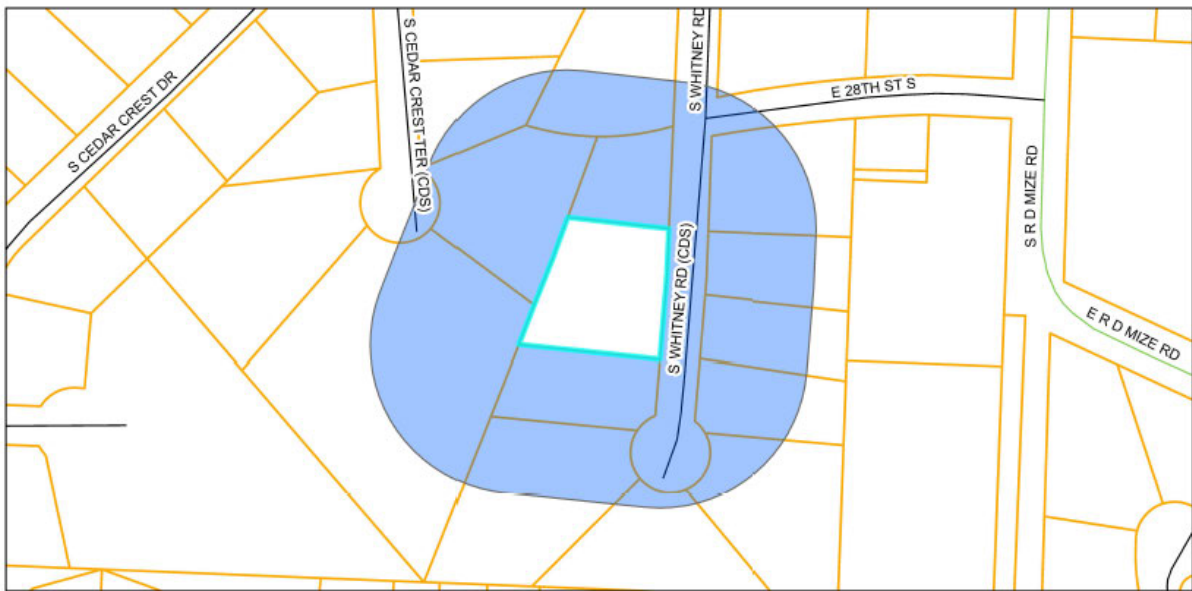 S CEDAR CREST DR
S CEDAR CREST TER (CDS)
S WHITNEY RD
E 28TH ST S
S R D MIZE RD
S WHITNEY RD (CDS)
E R D MIZE RD